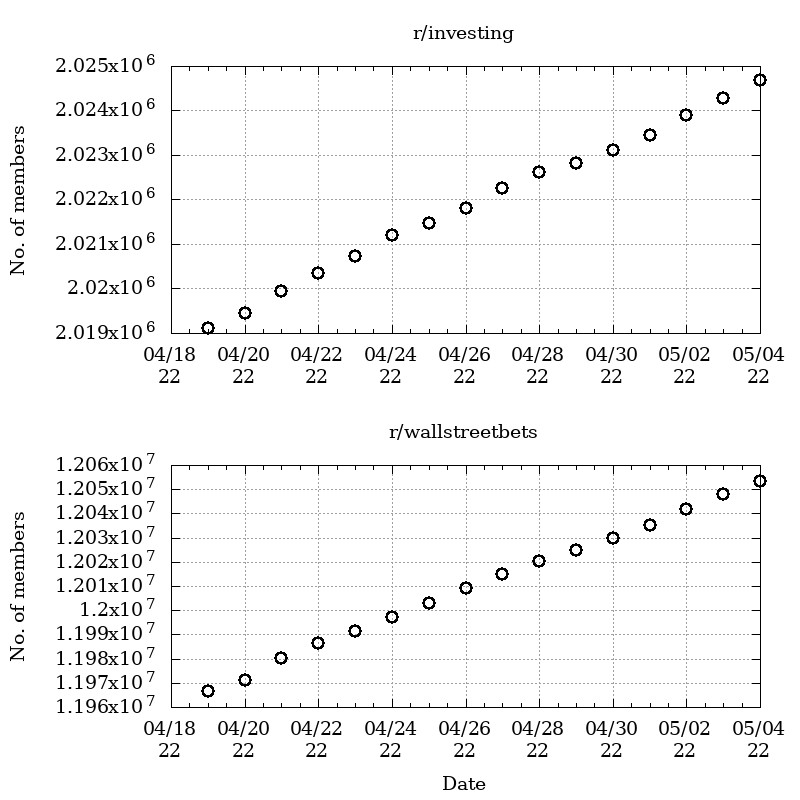 r/investing
No. of members
2.025x10^6
2.024x10^6
2.023x10^6
2.022x10^6
2.021x10^6
2.02x10^6
2.019x10^6
04/18 04/20 04/22 04/24 04/26 04/28 04/30 05/02 05/04
22 22 22 22 22 22 22 22 22
r/wallstreetbets
No. of members
1.206x10^7
1.205x10^7
1.204x10^7
1.203x10^7
1.202x10^7
1.201x10^7
1.2x10^7
1.199x10^7
1.198x10^7
1.197x10^7
1.196x10^7
04/18 04/20 04/22 04/24 04/26 04/28 04/30 05/02 05/04
22 22 22 22 22 22 22 22 22
Date